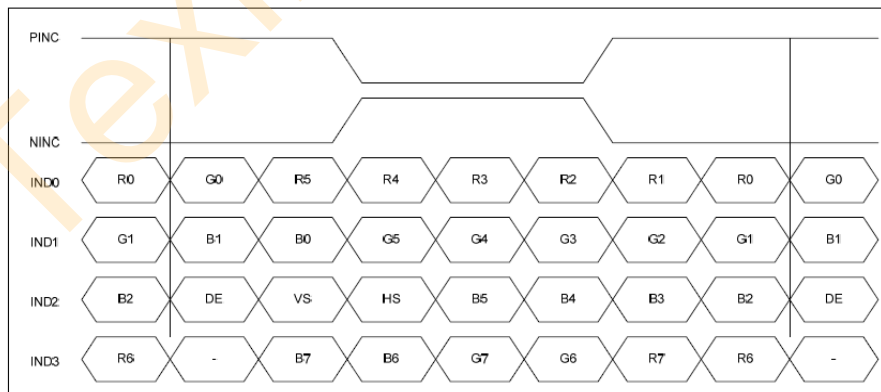 PINC
NINC
IND0 R0 G0 R5 R4 R3 R2 R1 R0 G0
IND1 G1 B1 B0 G5 G4 G3 G2 G1 B1
IND2 B2 DE VS HS B5 B4 B3 B2 DE
IND3 R6 - B7 B6 G7 G6 R7 R6 -